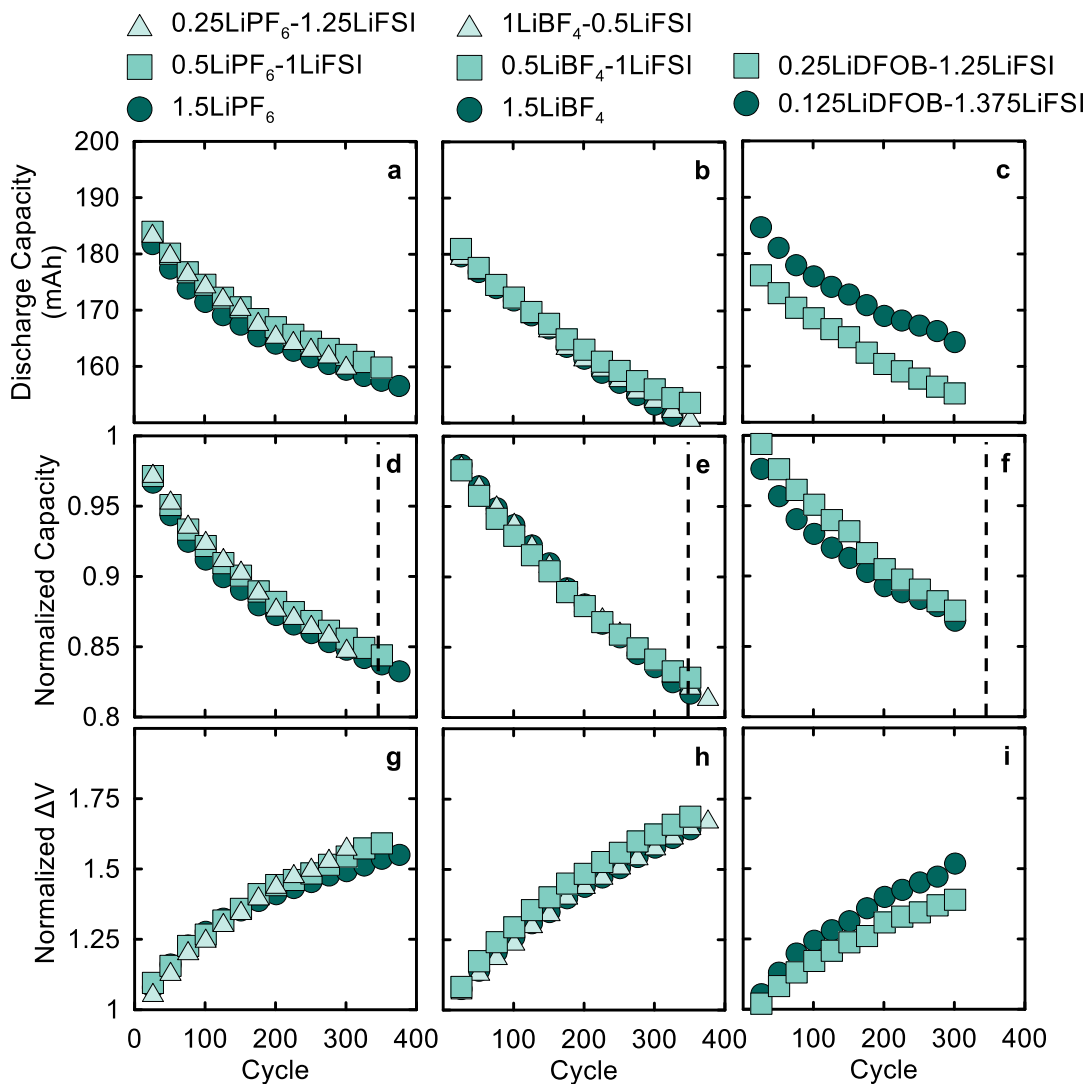 0.25LiPF₆-1.25LiFSI
0.5LiPF₆-1LiFSI
1.5LiPF₆
1LiBF₄-0.5LiFSI
0.5LiBF₄-1LiFSI
1.5LiBF₄
0.25LiDFOB-1.25LiFSI
0.125LiDFOB-1.375LiFSI
Discharge Capacity
(mAh)
200
190
180
170
160
a
b
c
Normalized Capacity
1
0.95
0.9
0.85
0.8
d
e
f
Normalized ΔV
1.75
1.5
1.25
1
g
h
i
0 100 200 300 400
0 100 200 300 400
0 100 200 300 400
Cycle
Cycle
Cycle